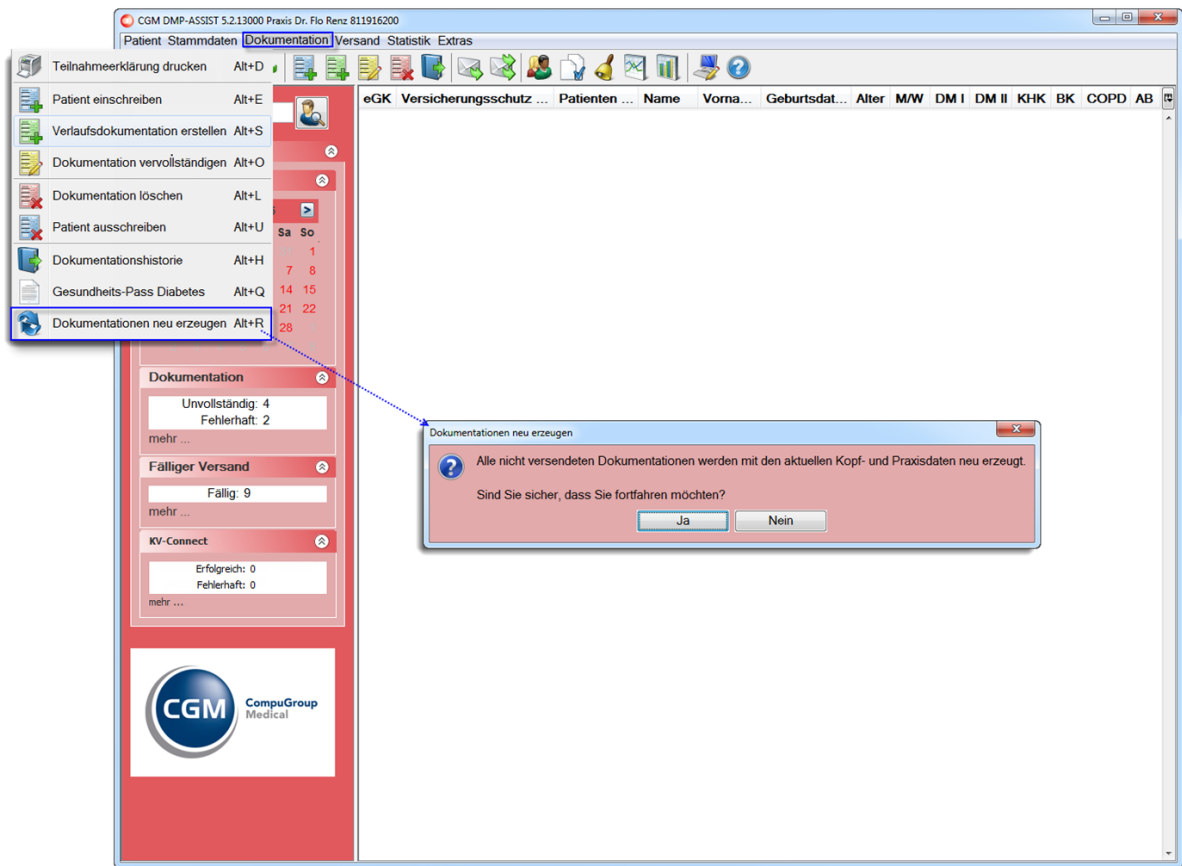 CGM DMP-ASSIST 5.2.13000 Praxis Dr. Flo Renz 811916200
Patient Stammdaten Dokumentation Versand Statistik Extras
Teilnahmeerklärung drucken Alt+D
Patient einschreiben Alt+E
Verlaufsdokumentation erstellen Alt+S
Dokumentation vervollständigen Alt+O
Dokumentation löschen Alt+L
Patient ausschreiben Alt+U
Dokumentationshistorie Alt+H
Gesundheits-Pass Diabetes Alt+Q
Dokumentationen neu erzeugen Alt+R
eGK Versicherungsschutz ... Patienten ... Name Vorna... Geburtsdat... Alter M/W DM I DM II KHK BK COPD AB
Sa So
1
7 8
14 15
21 22
28
Dokumentation
Unvollständig: 4
Fehlerhaft: 2
mehr ...
Fälliger Versand
Fällig: 9
mehr ...
KV-Connect
Erfolgreich: 0
Fehlerhaft: 0
mehr ...
CGM
CompuGroup
Medical
Dokumentationen neu erzeugen
Alle nicht versendeten Dokumentationen werden mit den aktuellen Kopf- und Praxisdaten neu erzeugt.
Sind Sie sicher, dass Sie fortfahren möchten?
Ja Nein